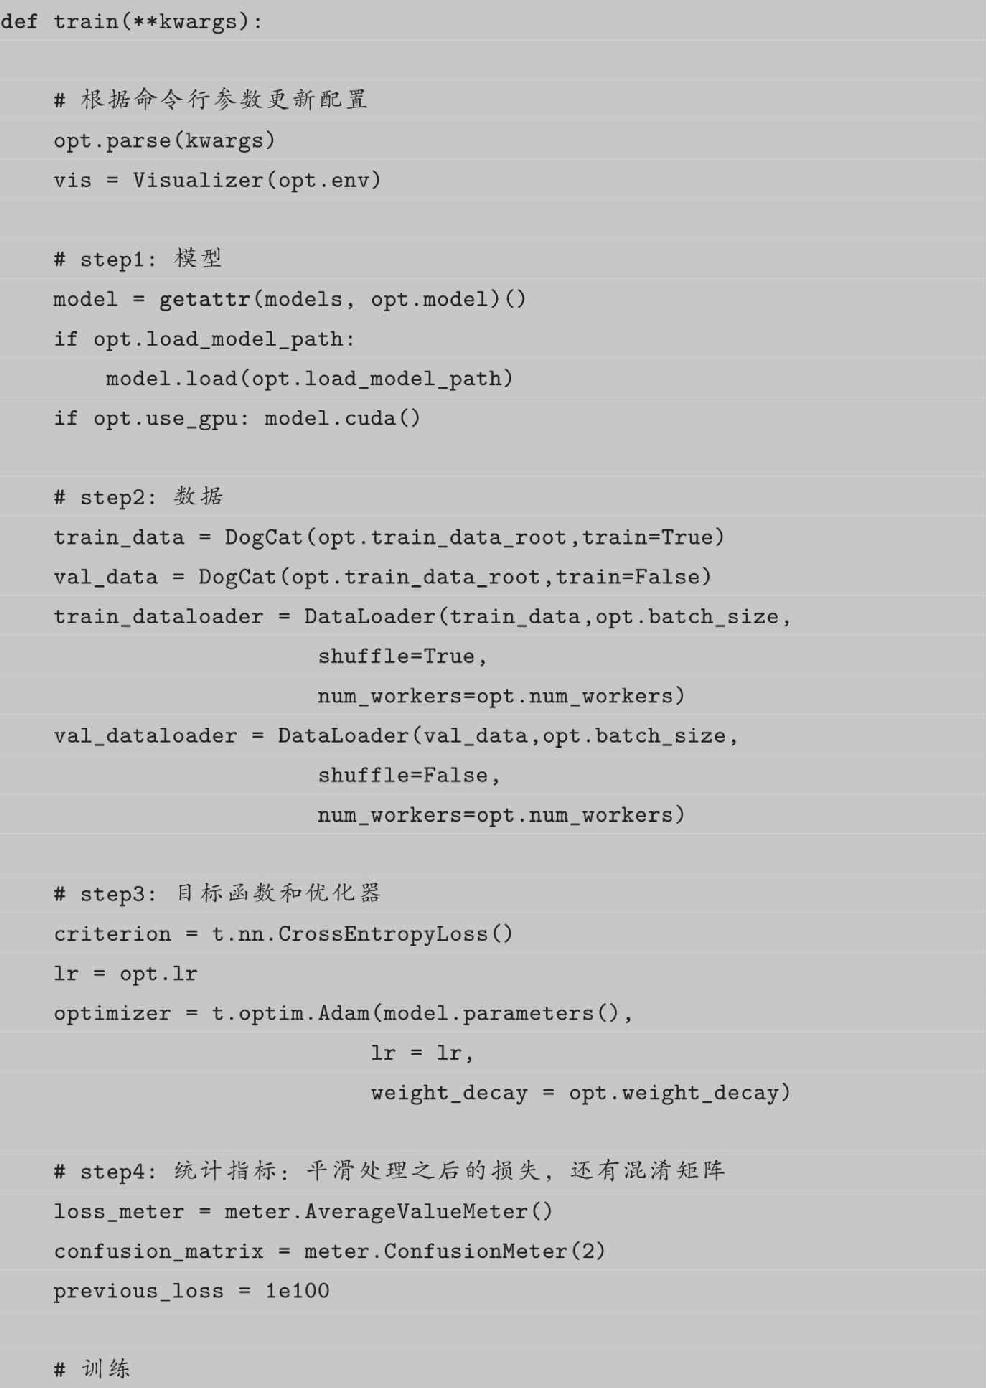 def train(**kwargs):
    # 根据命令行参数更新配置
    opt.parse(kwargs)
    vis = Visualizer(opt.env)
    # step1: 模型
    model = getattr(models, opt.model)()
    if opt.load_model_path:
        model.load(opt.load_model_path)
    if opt.use_gpu: model.cuda()
    # step2: 数据
    train_data = DogCat(opt.train_data_root,train=True)
    val_data = DogCat(opt.train_data_root,train=False)
    train_dataloader = DataLoader(train_data,opt.batch_size,
                        shuffle=True,
                        num_workers=opt.num_workers)
    val_dataloader = DataLoader(val_data,opt.batch_size,
                        shuffle=False,
                        num_workers=opt.num_workers)
    # step3: 目标函数和优化器
    criterion = t.nn.CrossEntropyLoss()
    lr = opt.lr
    optimizer = t.optim.Adam(model.parameters(),
                            lr = lr,
                            weight_decay = opt.weight_decay)
    # step4: 统计指标：平滑处理之后的损失，还有混淆矩阵
    loss_meter = meter.AverageValueMeter()
    confusion_matrix = meter.ConfusionMeter(2)
    previous_loss = 1e100
    # 训练